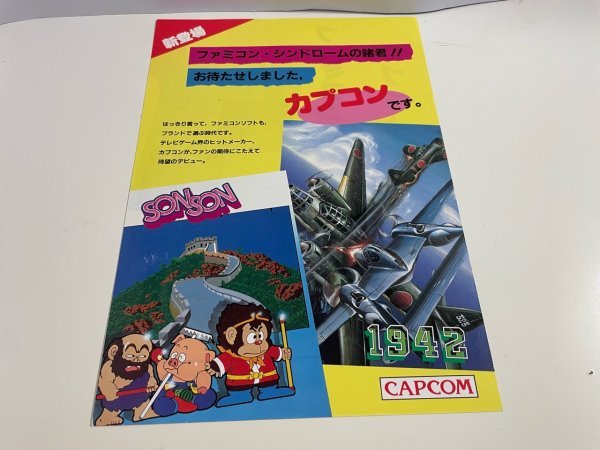 新登場
ファミコン・シンドロームの諸君!!
お待たせしました。
カプコンです。
はっきり言って、ファミコンソフトも、
ブランドで選ぶ時代です。
テレビゲーム界のヒットメーカー、
カプコンが、ファンの期待にこたえて
待望のデビュー。
SONSON
1942
CAPCOM